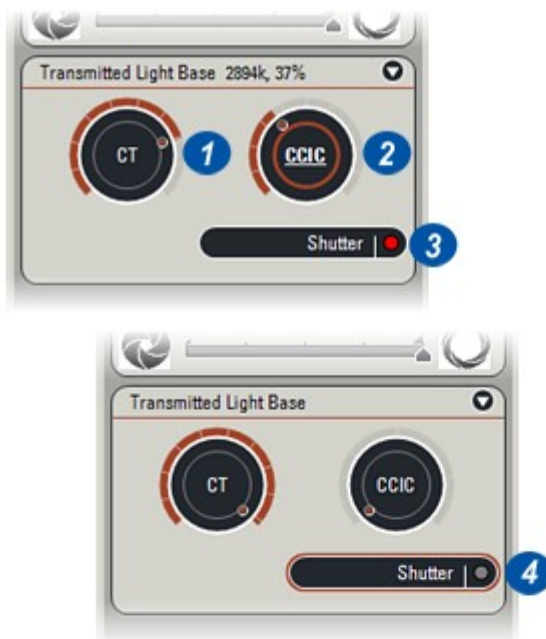 Transmitted Light Base 2894k, 37%
CT 1 CCIC 2
Shutter 3
Transmitted Light Base
CT CCIC
Shutter 4